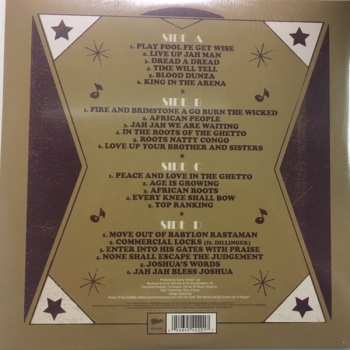 SIDE A
1. PLAY FOOL FE GET WISE
2. LIVE UP JAH MAN
3. DREAD A DREAD
4. TIME WILL TELL
5. BLOOD DUNZA
6. KING IN THE ARENA
SIDE B
1. FIRE AND BRIMSTONE A GO BURN THE WICKED
2. AFRICAN PEOPLE
3. JAH JAH WE ARE WAITING
4. IN THE ROOTS OF THE GHETTO
5. ROOTS NATTY CONGO
6. LOVE UP YOUR BROTHER AND SISTERS
SIDE C
1. PEACE AND LOVE IN THE GHETTO
2. AGE IS GROWING
3. AFRICAN ROOTS
4. EVERY KNEE SHALL BOW
5. TOP RANKING
SIDE D
1. MOVE OUT OF BABYLON RASTAMAN
2. COMMERCIAL LOCKS (ft. DILLINGER)
3. ENTER INTO HIS GATES WITH PRAISE
4. NONE SHALL ESCAPE THE JUDGEMENT
5. JOSHUA'S WORDS
6. JAH JAH BLESS JOSHUA